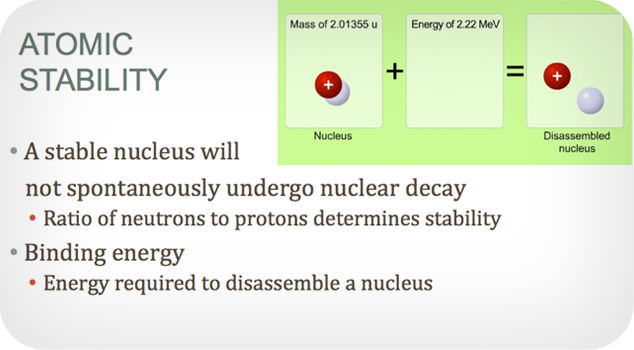 ATOMIC
STABILITY
Mass of 2.01355 u
Energy of 2.22 MeV
+
+
=
+
Nucleus
Disassembled
nucleus
• A stable nucleus will
not spontaneously undergo nuclear decay
• Ratio of neutrons to protons determines stability
• Binding energy
• Energy required to disassemble a nucleus